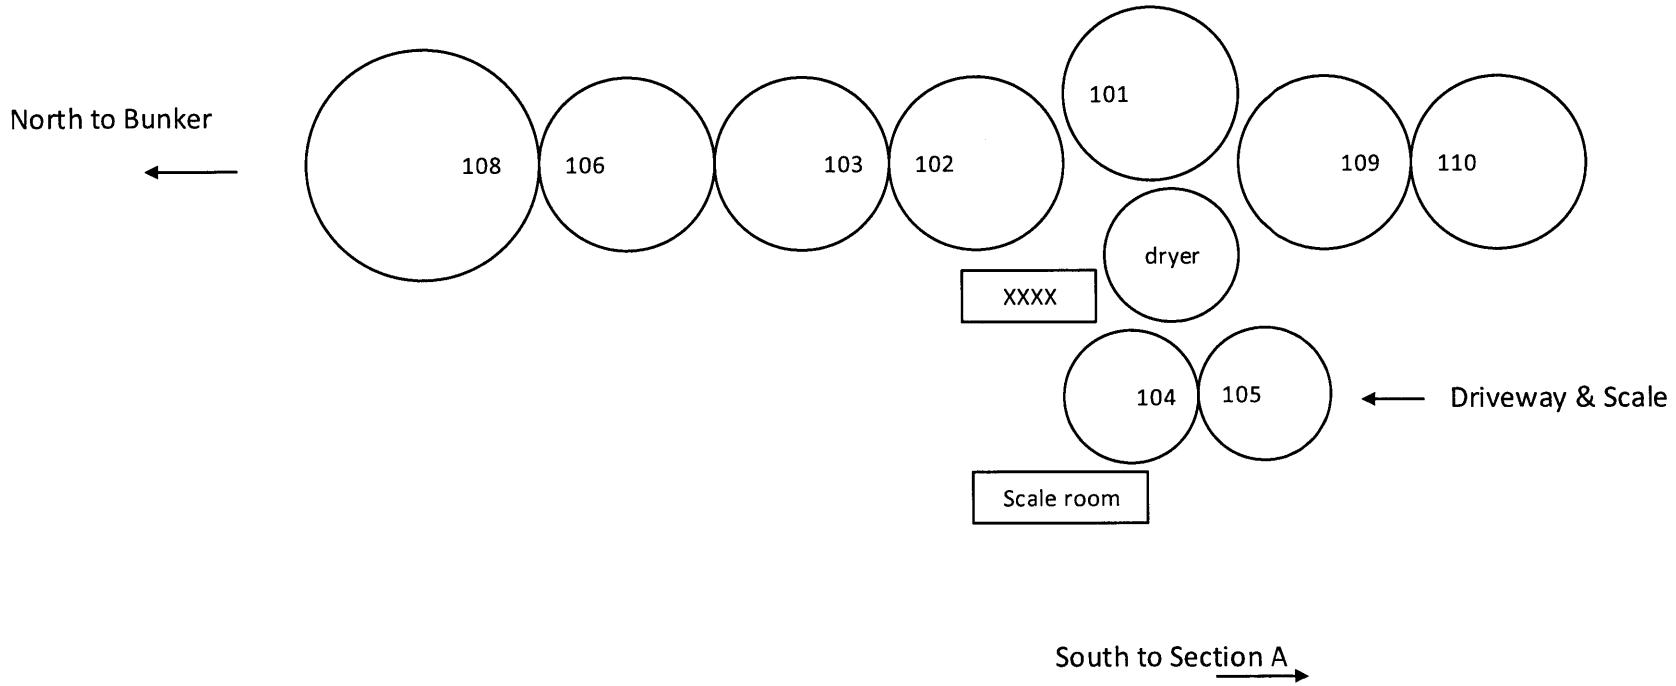 101
North to Bunker
108
106
103
102
109
110
dryer
XXXX
104
105
Driveway & Scale
Scale room
South to Section A